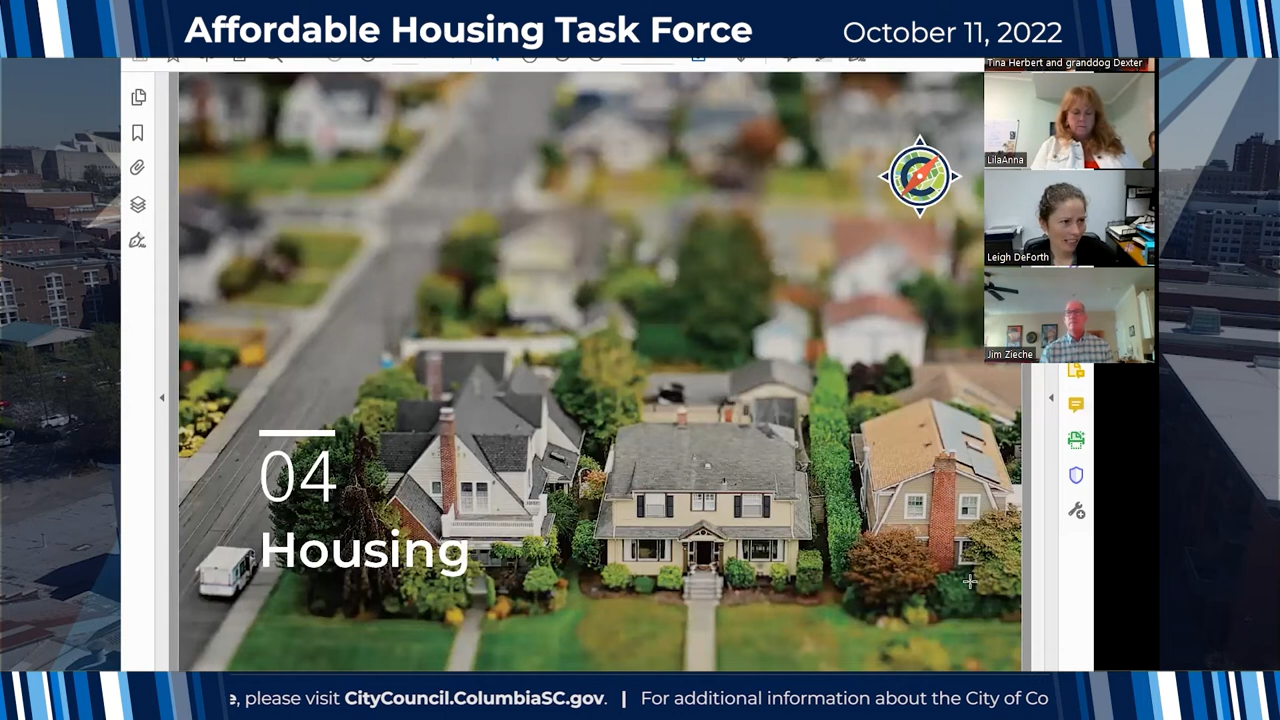 Affordable Housing Task Force
October 11, 2022
Tina Herbert and granddog Dexter
LilaAnna
Leigh DeForth
Jim Zieche
04
Housing
e, please visit CityCouncil.ColumbiaSC.gov. | For additional information about the City of Co